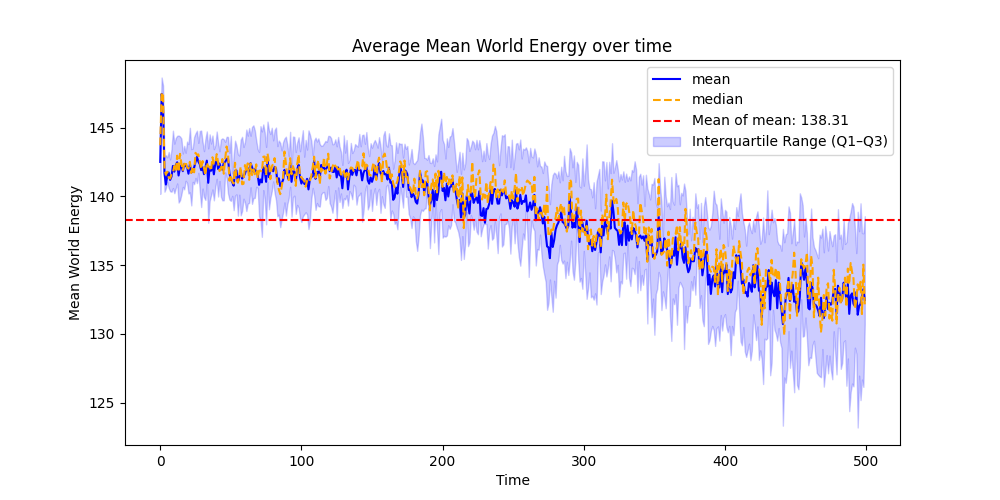 Average Mean World Energy over time
mean
median
Mean of mean: 138.31
Interquartile Range (Q1–Q3)
Mean World Energy
145
140
135
130
125
0 100 200 300 400 500
Time